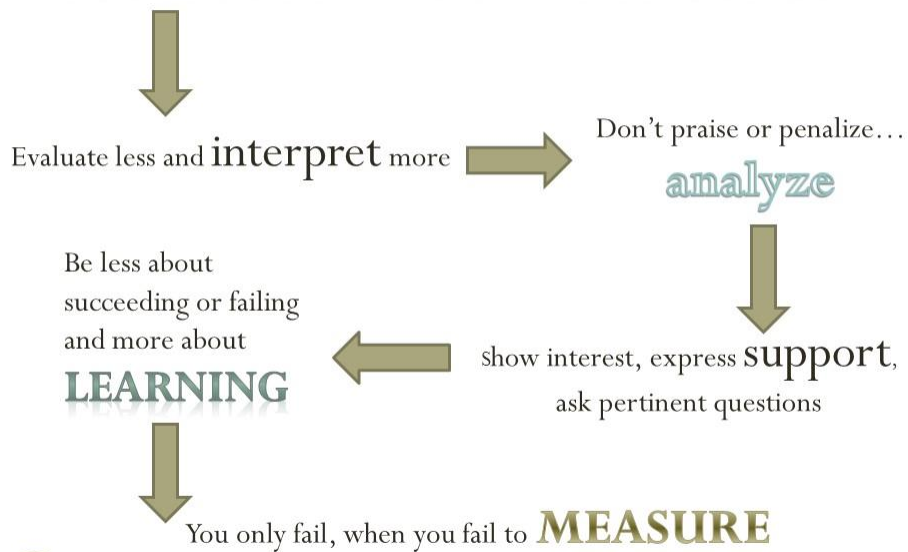 Evaluate less and interpret more
Don't praise or penalize…
analyze
Show interest, express support,
ask pertinent questions
Be less about
succeeding or failing
and more about
LEARNING
You only fail, when you fail to MEASURE